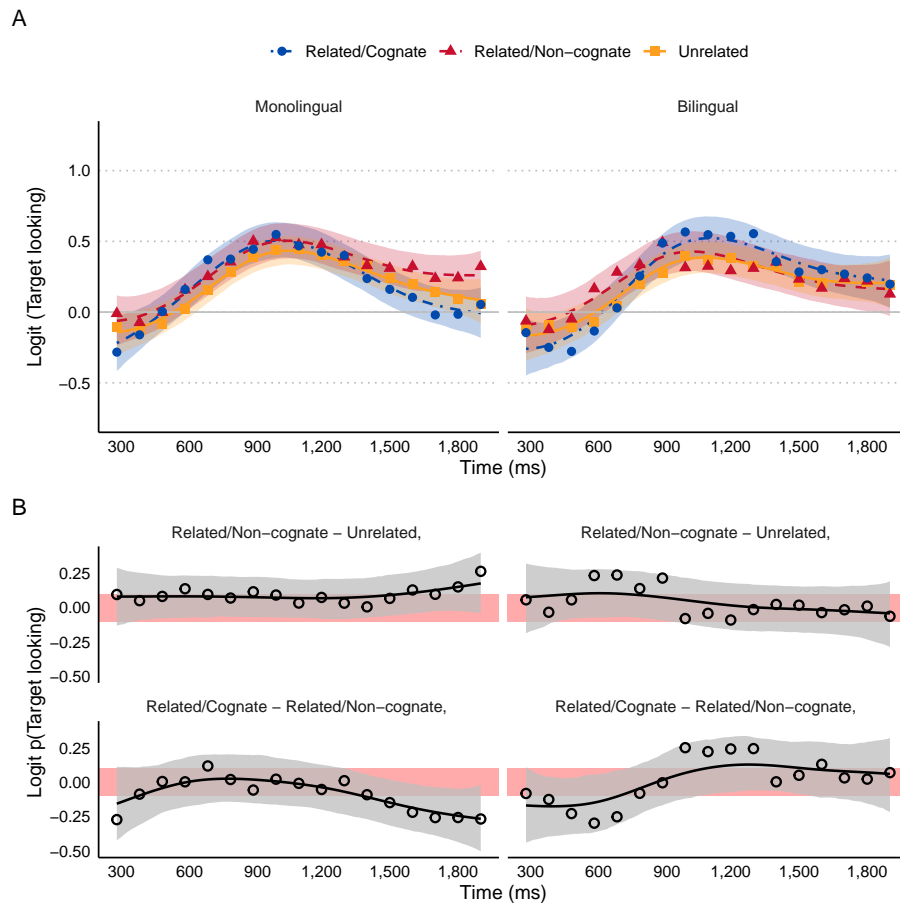 A
Related/Cognate Related/Non−cognate Unrelated
Monolingual Bilingual
1.0
0.5
0.0
−0.5
Logit (Target looking)
300 600 900 1,200 1,500 1,800 300 600 900 1,200 1,500 1,800
Time (ms)
B
Related/Non−cognate − Unrelated, Related/Non−cognate − Unrelated,
0.25
0.00
−0.25
−0.50
Related/Cognate − Related/Non−cognate, Related/Cognate − Related/Non−cognate,
0.25
0.00
−0.25
−0.50
Logit p(Target looking)
300 600 900 1,200 1,500 1,800 300 600 900 1,200 1,500 1,800
Time (ms)